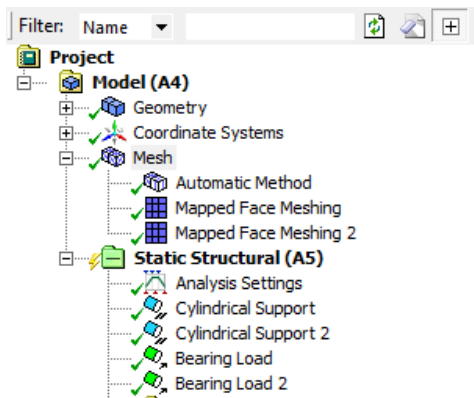 Filter: Name
Project
Model (A4)
Geometry
Coordinate Systems
Mesh
Automatic Method
Mapped Face Meshing
Mapped Face Meshing 2
Static Structural (A5)
Analysis Settings
Cylindrical Support
Cylindrical Support 2
Bearing Load
Bearing Load 2